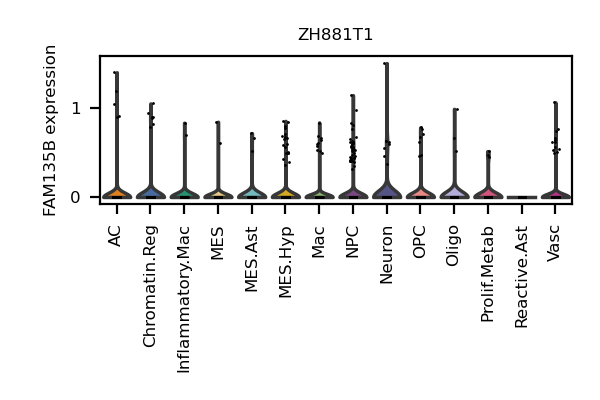 ZH881T1
FAM135B expression
1
0
AC
Chromatin.Reg
Inflammatory.Mac
MES
MES.Ast
MES.Hyp
Mac
NPC
Neuron
OPC
Oligo
Prolif.Metab
Reactive.Ast
Vasc